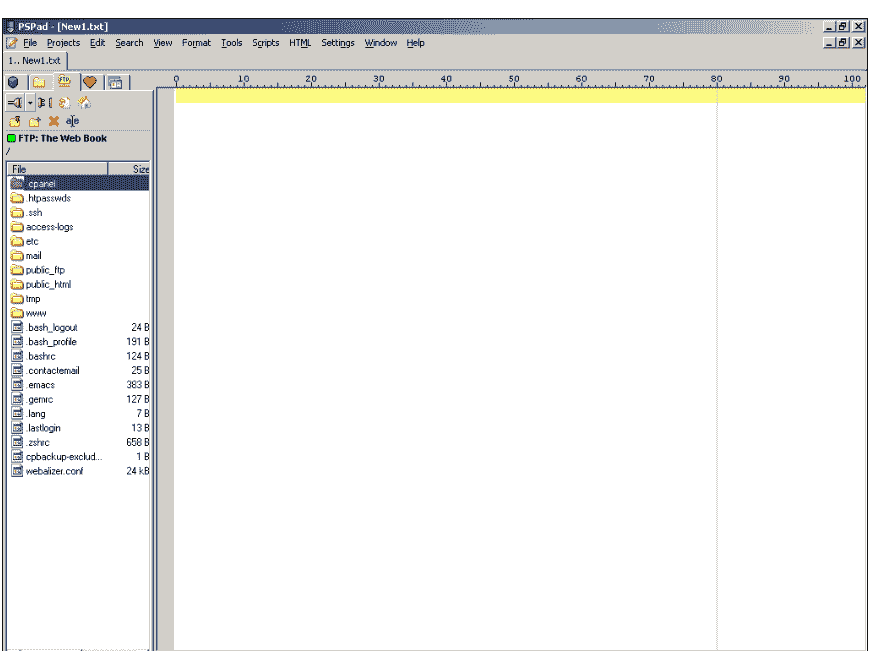 PSPad - [New1.txt]
File Projects Edit Search View Format Tools Scripts HTML Settings Window Help
1.. New1.txt
FTP
0 10 20 30 40 50 60 70 80 90 100
FTP: The Web Book
/
File Size
.cpanel
.htpasswds
.ssh
access-logs
etc
mail
public_ftp
public_html
tmp
www
.bash_logout 24 B
.bash_profile 191 B
.bashrc 124 B
.contactemail 25 B
.emacs 383 B
.gemrc 127 B
.lang 7 B
.lastlogin 13 B
.zshrc 658 B
cpbackup-exclud... 1 B
webalizer.conf 24 kB